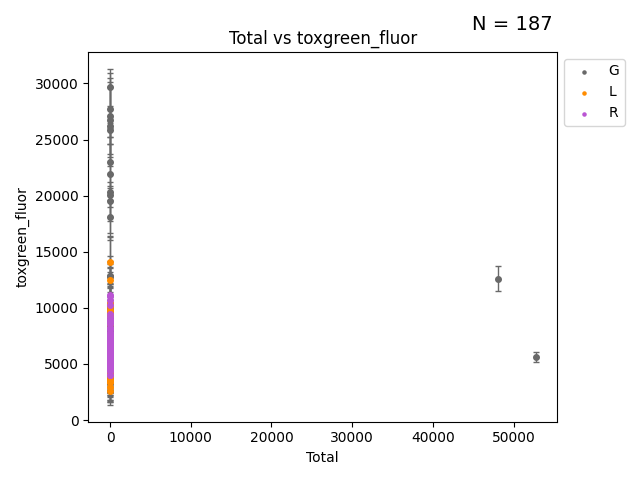 N = 187
Total vs toxgreen_fluor
G
L
R
30000
25000
20000
15000
10000
5000
0
toxgreen_fluor
0 10000 20000 30000 40000 50000
Total